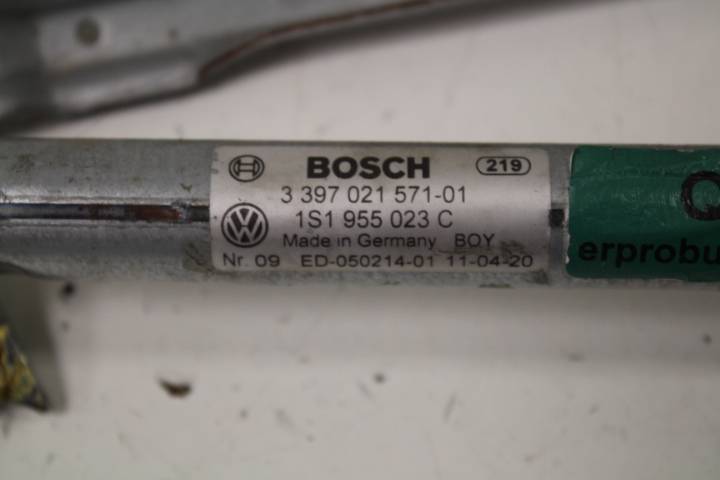 BOSCH 219
3 397 021 571-01
1S1 955 023 C
Made in Germany BOY
Nr. 09 ED-050214-01 11-04-20